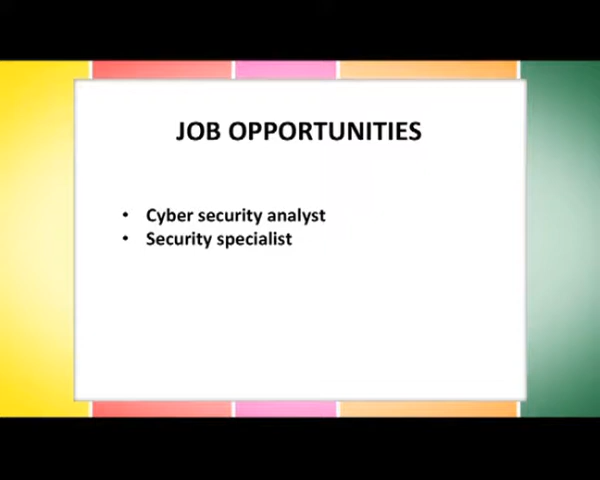 JOB OPPORTUNITIES
• Cyber security analyst
• Security specialist